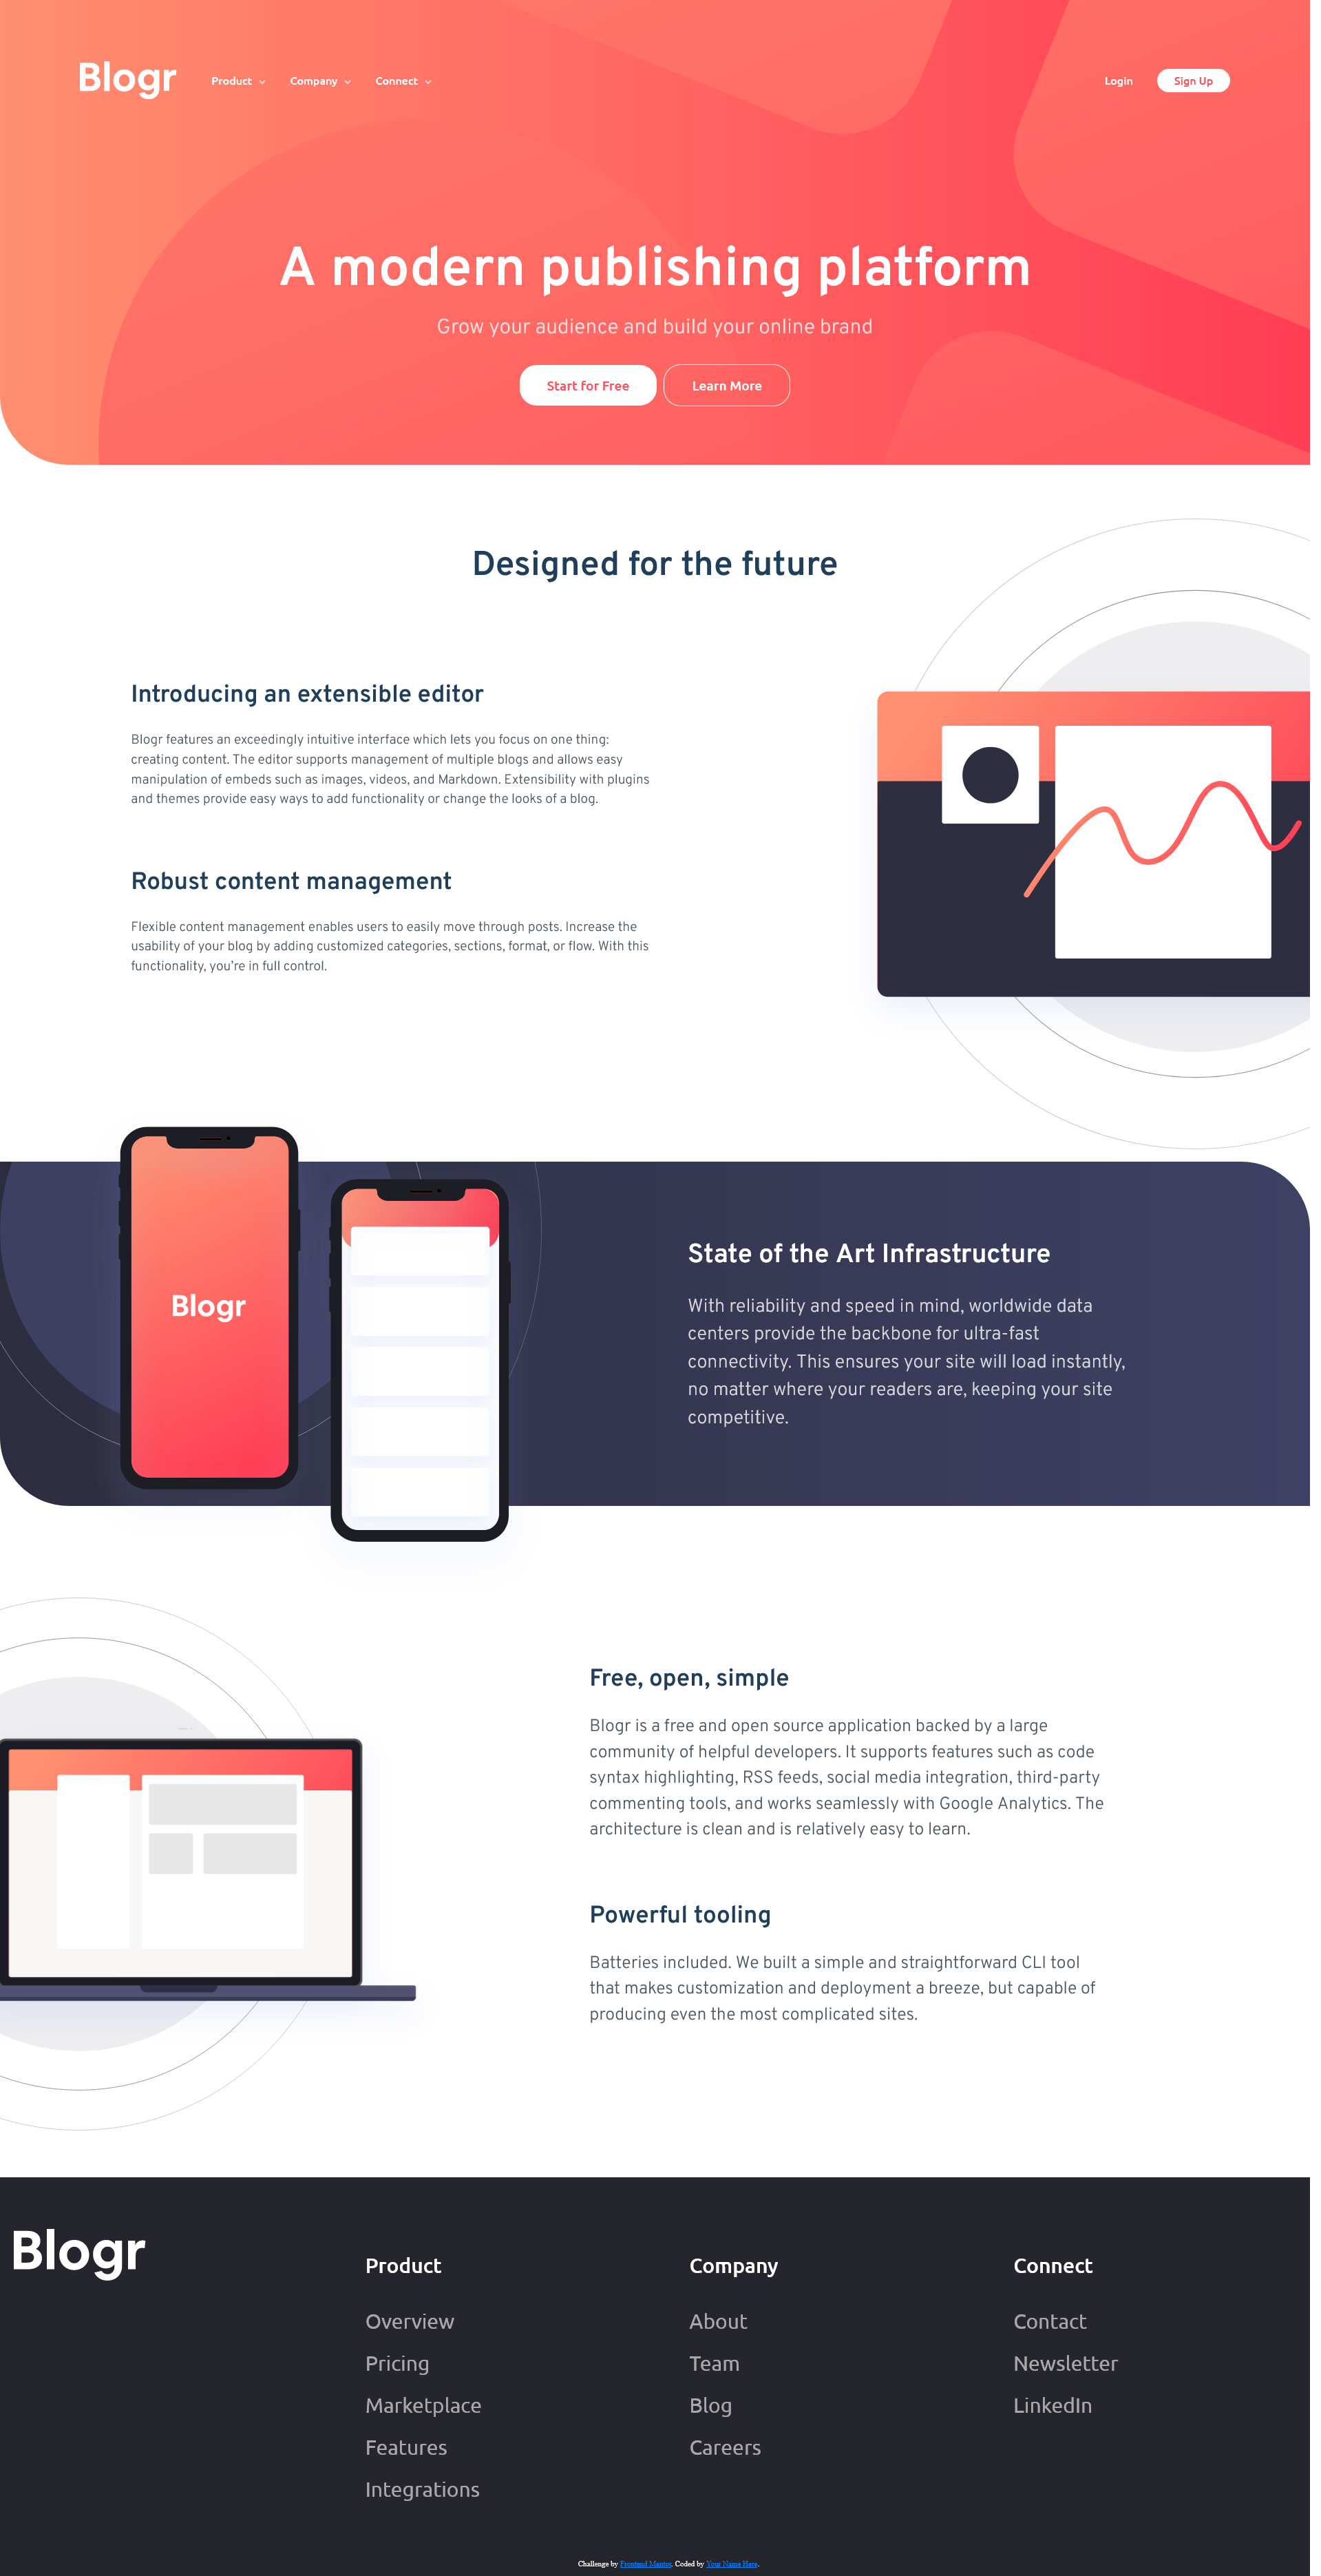 Blogr Product Company Connect Login Sign Up
A modern publishing platform
Grow your audience and build your online brand
Start for Free Learn More
Designed for the future
Introducing an extensible editor
Blogr features an exceedingly intuitive interface which lets you focus on one thing:
creating content. The editor supports management of multiple blogs and allows easy
manipulation of embeds such as images, videos, and Markdown. Extensibility with plugins
and themes provide easy ways to add functionality or change the looks of a blog.
Robust content management
Flexible content management enables users to easily move through posts. Increase the
usability of your blog by adding customized categories, sections, format, or flow. With this
functionality, you're in full control.
Blogr
State of the Art Infrastructure
With reliability and speed in mind, worldwide data
centers provide the backbone for ultra-fast
connectivity. This ensures your site will load instantly,
no matter where your readers are, keeping your site
competitive.
Free, open, simple
Blogr is a free and open source application backed by a large
community of helpful developers. It supports features such as code
syntax highlighting, RSS feeds, social media integration, third-party
commenting tools, and works seamlessly with Google Analytics. The
architecture is clean and is relatively easy to learn.
Powerful tooling
Batteries included. We built a simple and straightforward CLI tool
that makes customization and deployment a breeze, but capable of
producing even the most complicated sites.
Blogr
Product
Overview
Pricing
Marketplace
Features
Integrations
Company
About
Team
Blog
Careers
Connect
Contact
Newsletter
LinkedIn
Challenge by Frontend Mentor. Coded by Your Name Here.